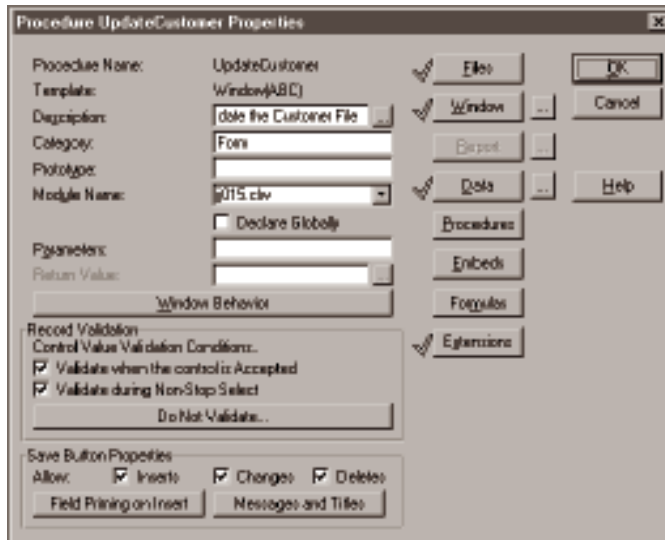 Procedure UpdateCustomer Properties
Procedure Name: UpdateCustomer
Template: Window(ABC)
Description: date the Customer File ...
Category: Form
Prototype:
Module Name:
Declare Globally
Parameters:
Return Value: ...
Window Behavior
Record Validation
Control Value Validation Conditions..
Validate when the control is Accepted
Validate during Non-Stop Select
Do Not Validate...
Save Button Properties
Allow: Inserts Changes Deletes
Field Priming on Insert Messages and Titles
Files
Window ...
Report ...
Data ...
Procedures
Embeds
Formulas
Extensions
OK
Cancel
Help